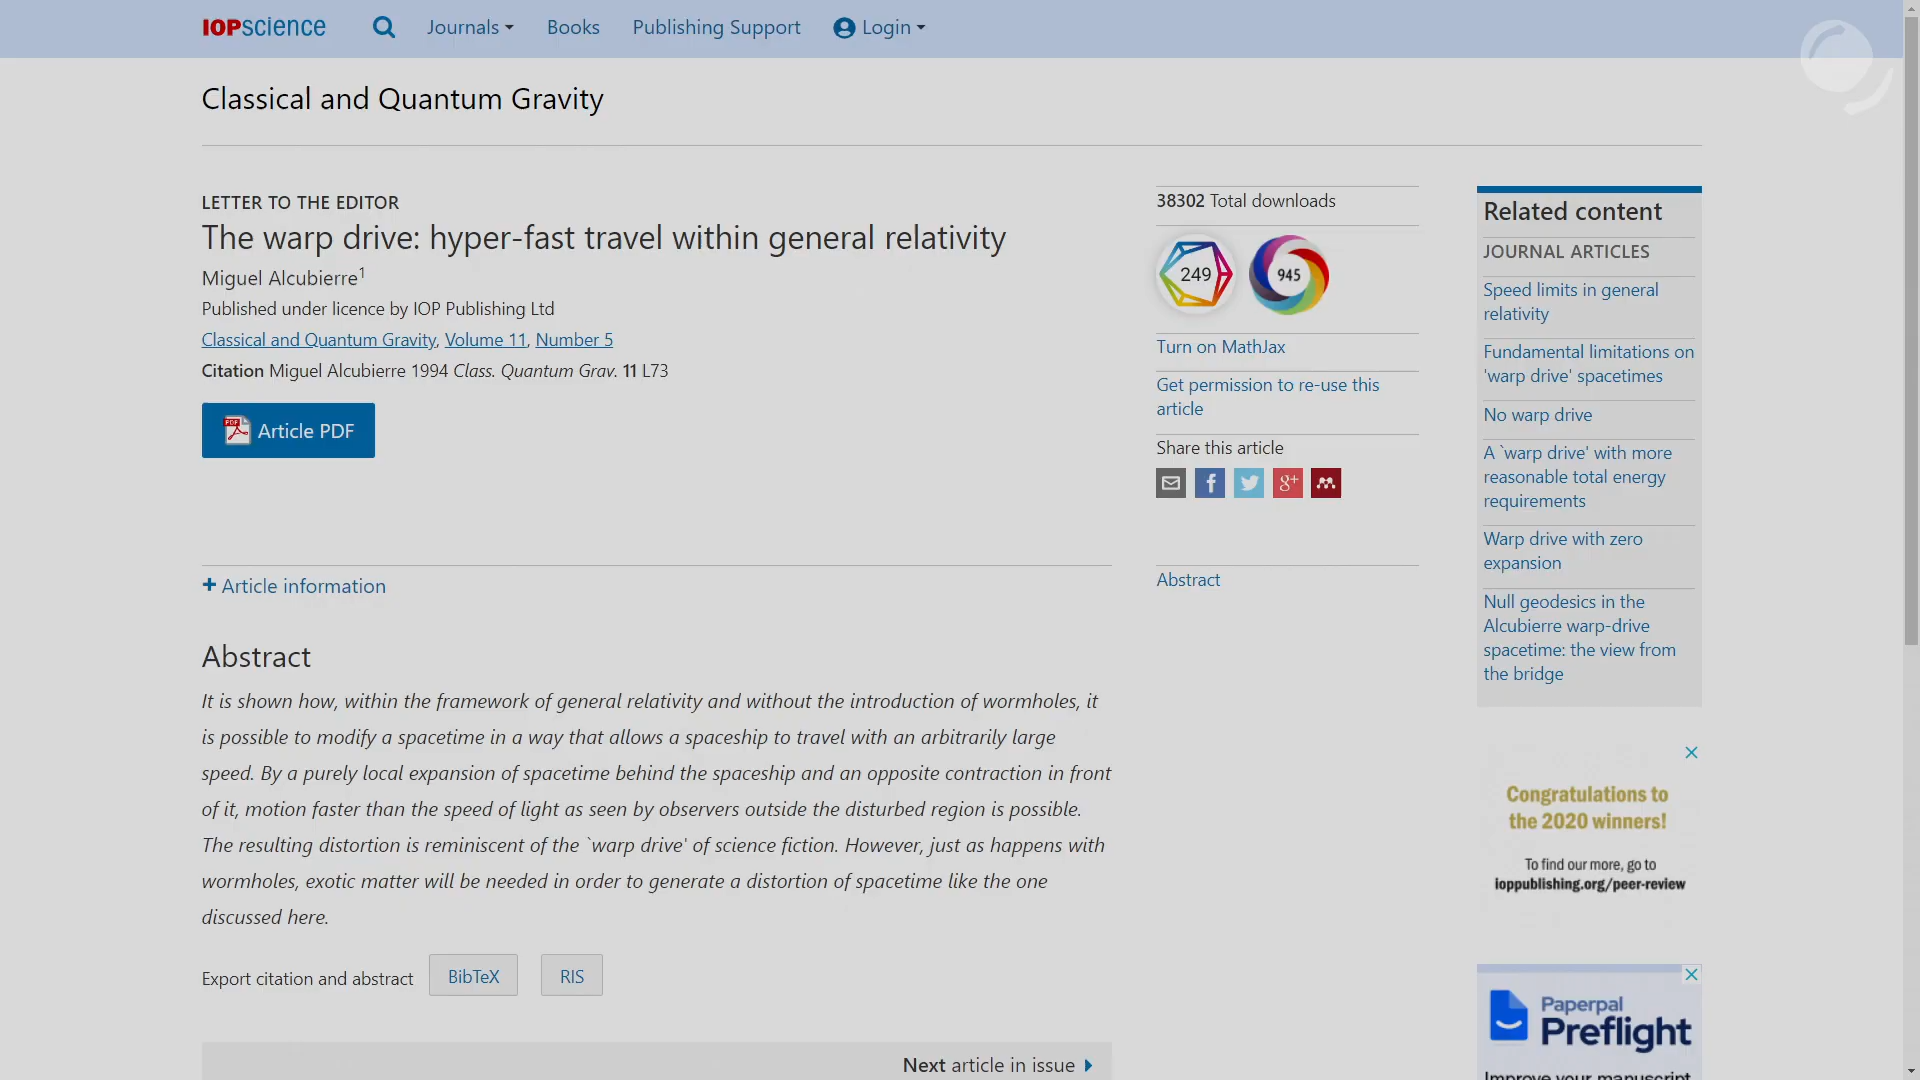 IOPscience
Journals
Books
Publishing Support
Login
Classical and Quantum Gravity
LETTER TO THE EDITOR
The warp drive: hyper-fast travel within general relativity
Miguel Alcubierre1
Published under licence by IOP Publishing Ltd
Classical and Quantum Gravity, Volume 11, Number 5
Citation Miguel Alcubierre 1994 Class. Quantum Grav. 11 L73
PDF Article PDF
+ Article information
Abstract
It is shown how, within the framework of general relativity and without the introduction of wormholes, it
is possible to modify a spacetime in a way that allows a spaceship to travel with an arbitrarily large
speed. By a purely local expansion of spacetime behind the spaceship and an opposite contraction in front
of it, motion faster than the speed of light as seen by observers outside the disturbed region is possible.
The resulting distortion is reminiscent of the `warp drive' of science fiction. However, just as happens with
wormholes, exotic matter will be needed in order to generate a distortion of spacetime like the one
discussed here.
Export citation and abstract
BibTeX
RIS
Next article in issue
38302 Total downloads
249
945
Turn on MathJax
Get permission to re-use this
article
Share this article
f
g+
Abstract
Related content
JOURNAL ARTICLES
Speed limits in general
relativity
Fundamental limitations on
'warp drive' spacetimes
No warp drive
A `warp drive' with more
reasonable total energy
requirements
Warp drive with zero
expansion
Null geodesics in the
Alcubierre warp-drive
spacetime: the view from
the bridge
Congratulations to
the 2020 winners!
To find our more, go to
ioppublishing.org/peer-review
Paperpal
Preflight
Improve your manuscript